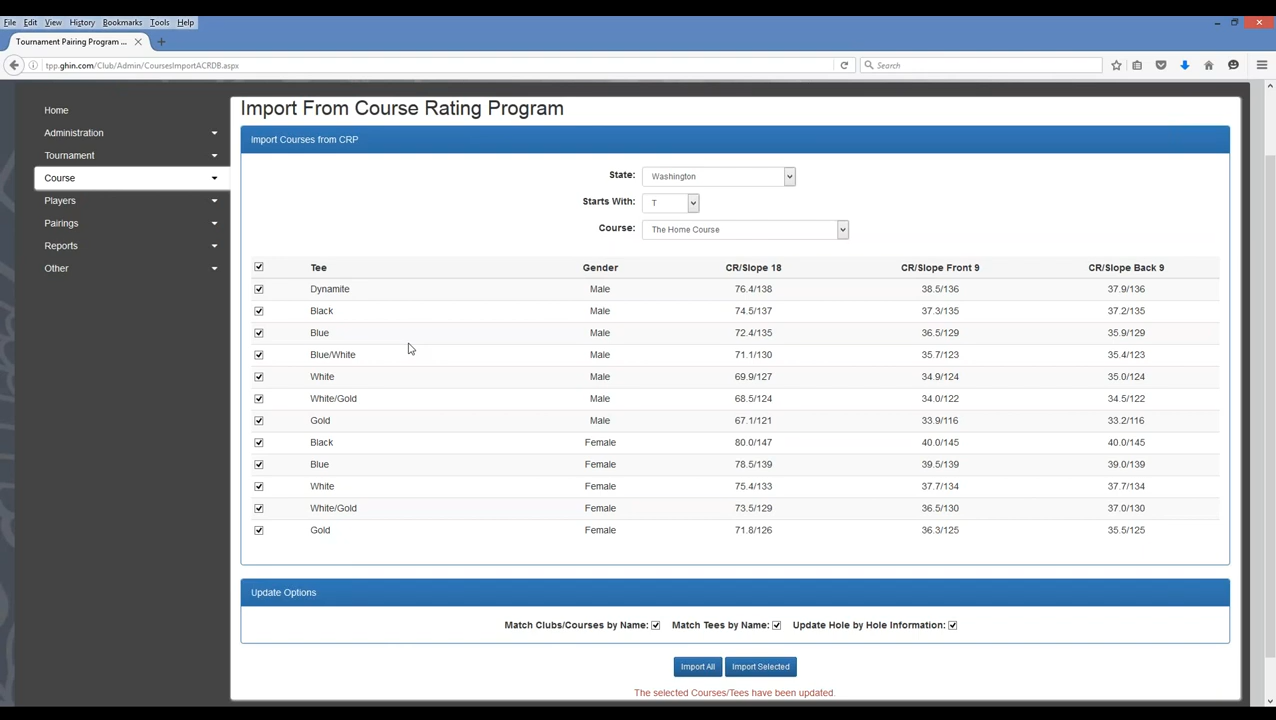 File Edit View History Bookmarks Tools Help
Tournament Pairing Program ...
tpp.ghin.com/Club/Admin/CoursesImportACRDB.aspx
Search
Home
Administration
Tournament
Course
Players
Pairings
Reports
Other
Import From Course Rating Program
Import Courses from CRP
State: Washington
Starts With: T
Course: The Home Course
Tee Gender CR/Slope 18 CR/Slope Front 9 CR/Slope Back 9
Dynamite Male 76.4/138 38.5/136 37.9/136
Black Male 74.5/137 37.3/135 37.2/135
Blue Male 72.4/135 36.5/129 35.9/129
Blue/White Male 71.1/130 35.7/123 35.4/123
White Male 69.9/127 34.9/124 35.0/124
White/Gold Male 68.5/124 34.0/122 34.5/122
Gold Male 67.1/121 33.9/116 33.2/116
Black Female 80.0/147 40.0/145 40.0/145
Blue Female 78.5/139 39.5/139 39.0/139
White Female 75.4/133 37.7/134 37.7/134
White/Gold Female 73.5/129 36.5/130 37.0/130
Gold Female 71.8/126 36.3/125 35.5/125
Update Options
Match Clubs/Courses by Name: Match Tees by Name: Update Hole by Hole Information:
Import All Import Selected
The selected Courses/Tees have been updated.